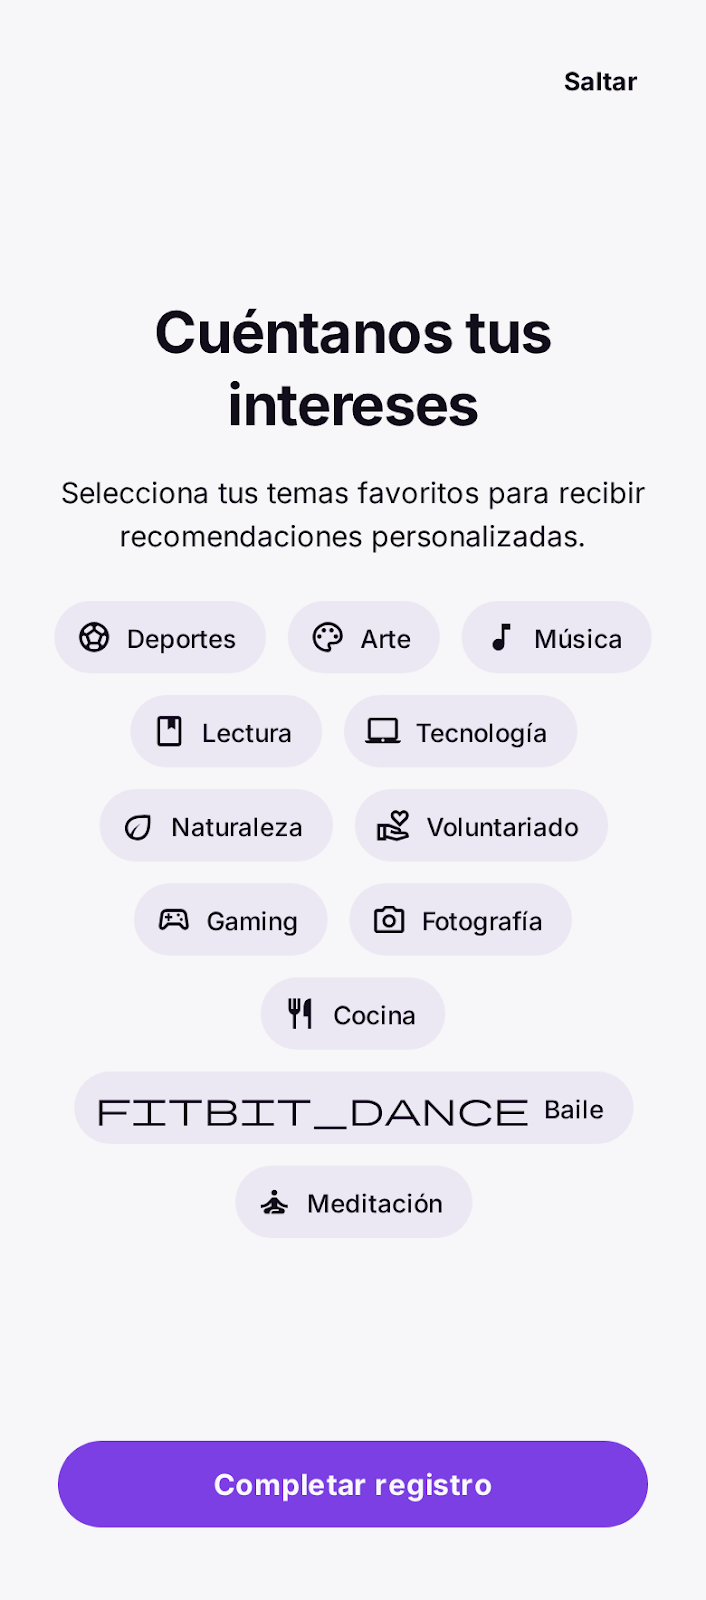 Saltar
Cuéntanos tus
intereses
Selecciona tus temas favoritos para recibir
recomendaciones personalizadas.
Deportes Arte Música
Lectura Tecnología
Naturaleza Voluntariado
Gaming Fotografía
Cocina
FITBIT_DANCE Baile
Meditación
Completar registro